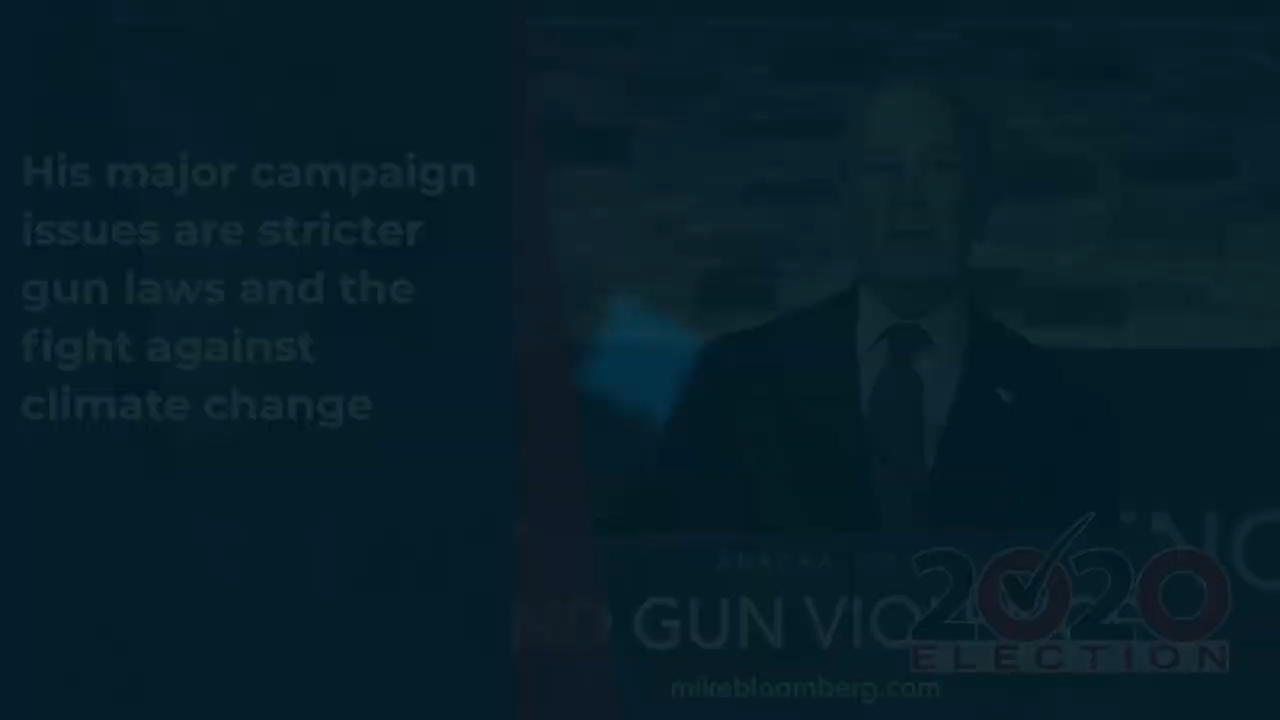 His major campaign
issues are stricter
gun laws and the
fight against
climate change
GUN
mikebloomberg.com
2020
ELECTION